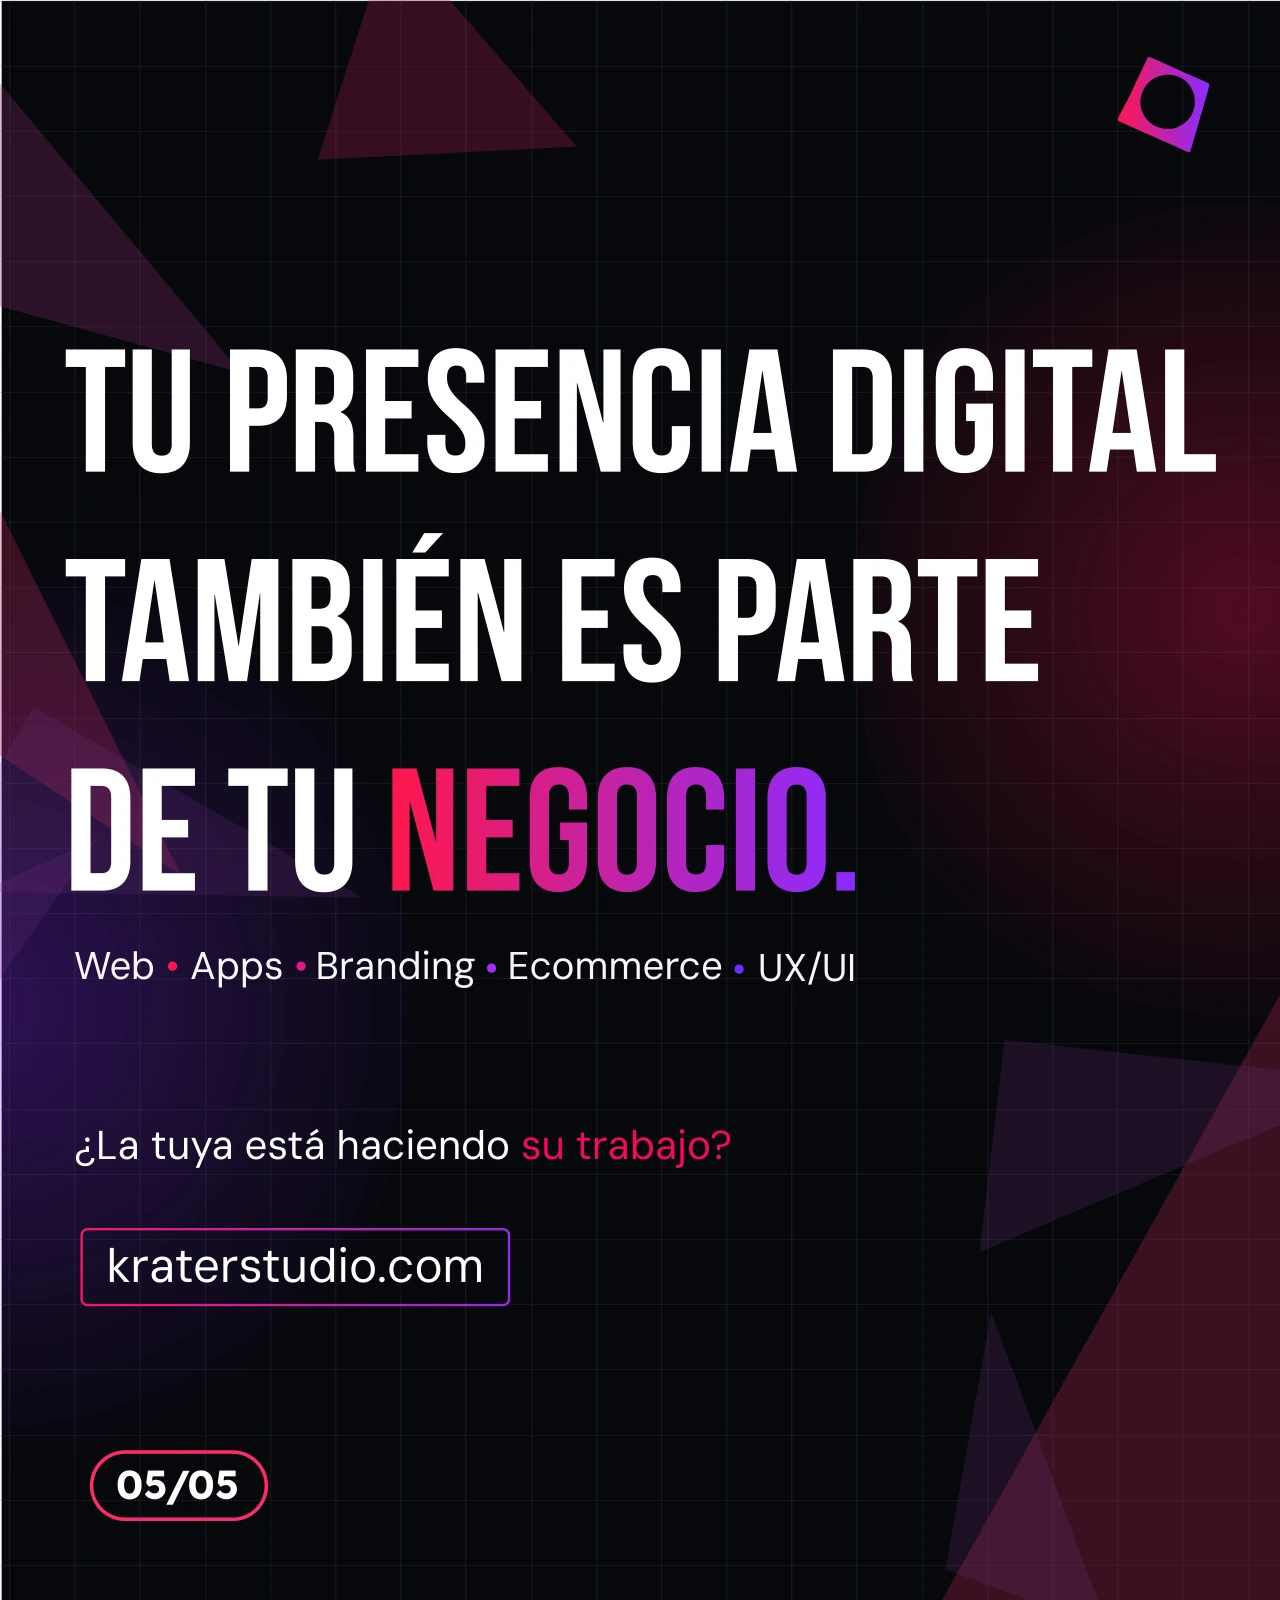 TU PRESENCIA DIGITAL
TAMBIÉN ES PARTE
DE TU NEGOCIO.
Web • Apps • Branding • Ecommerce • UX/UI
¿La tuya está haciendo su trabajo?
kraterstudio.com
05/05